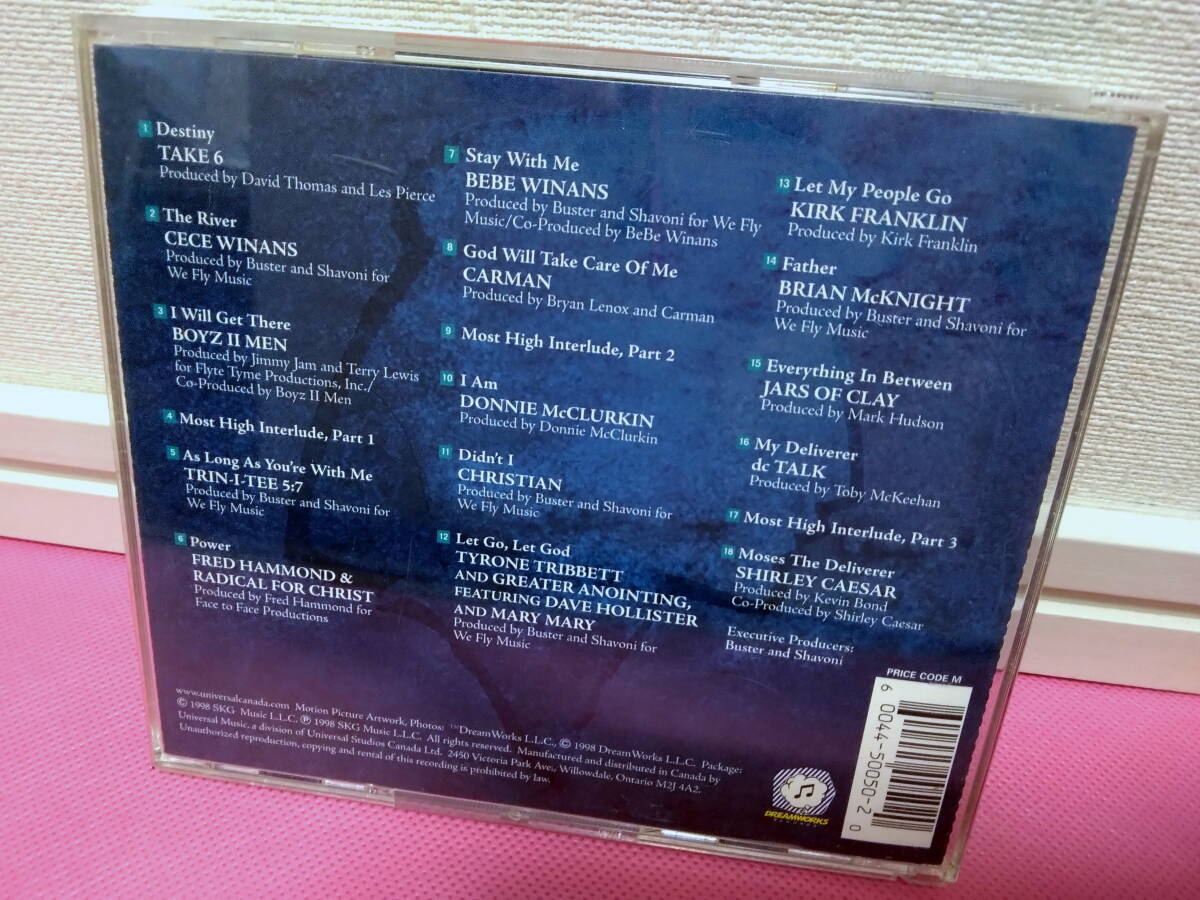 1 Destiny
TAKE 6
Produced by David Thomas and Les Pierce
2 The River
CECE WINANS
Produced by Buster and Shavoni for
We Fly Music
3 I Will Get There
BOYZ II MEN
Produced by Jimmy Jam and Terry Lewis
for Flyte Tyme Productions, Inc./
Co-Produced by Boyz II Men
4 Most High Interlude, Part 1
5 As Long As You're With Me
TRIN-I-TEE 5:7
Produced by Buster and Shavoni for
We Fly Music
6 Power
FRED HAMMOND &
RADICAL FOR CHRIST
Produced by Fred Hammond for
Face to Face Productions
7 Stay With Me
BEBE WINANS
Produced by Buster and Shavoni for We Fly
Music/Co-Produced by BeBe Winans
8 God Will Take Care Of Me
CARMAN
Produced by Bryan Lenox and Carman
9 Most High Interlude, Part 2
10 I Am
DONNIE McCLURKIN
Produced by Donnie McClurkin
11 Didn't I
CHRISTIAN
Produced by Buster and Shavoni for
We Fly Music
12 Let Go, Let God
TYRONE TRIBBETT
AND GREATER ANOINTING,
FEATURING DAVE HOLLISTER
AND MARY MARY
Produced by Buster and Shavoni for
We Fly Music
13 Let My People Go
KIRK FRANKLIN
Produced by Kirk Franklin
14 Father
BRIAN McKNIGHT
Produced by Buster and Shavoni for
We Fly Music
15 Everything In Between
JARS OF CLAY
Produced by Mark Hudson
16 My Deliverer
dc TALK
Produced by Toby McKeehan
17 Most High Interlude, Part 3
18 Moses The Deliverer
SHIRLEY CAESAR
Produced by Kevin Bond
Co-Produced by Shirley Caesar
Executive Producers:
Buster and Shavoni
www.universalcanada.com Motion Picture Artwork, Photos: ™DreamWorks L.L.C., © 1998 DreamWorks L.L.C. Package:
© 1998 SKG Music L.L.C. ℗ 1998 SKG Music L.L.C. All rights reserved. Manufactured and distributed in Canada by
Universal Music, a division of Universal Studios Canada Ltd. 2450 Victoria Park Ave., Willowdale, Ontario M2J 4A2.
Unauthorized reproduction, copying and rental of this recording is prohibited by law.
DREAMWORKS
RECORDS
PRICE CODE M
6 0044-50050-2 0